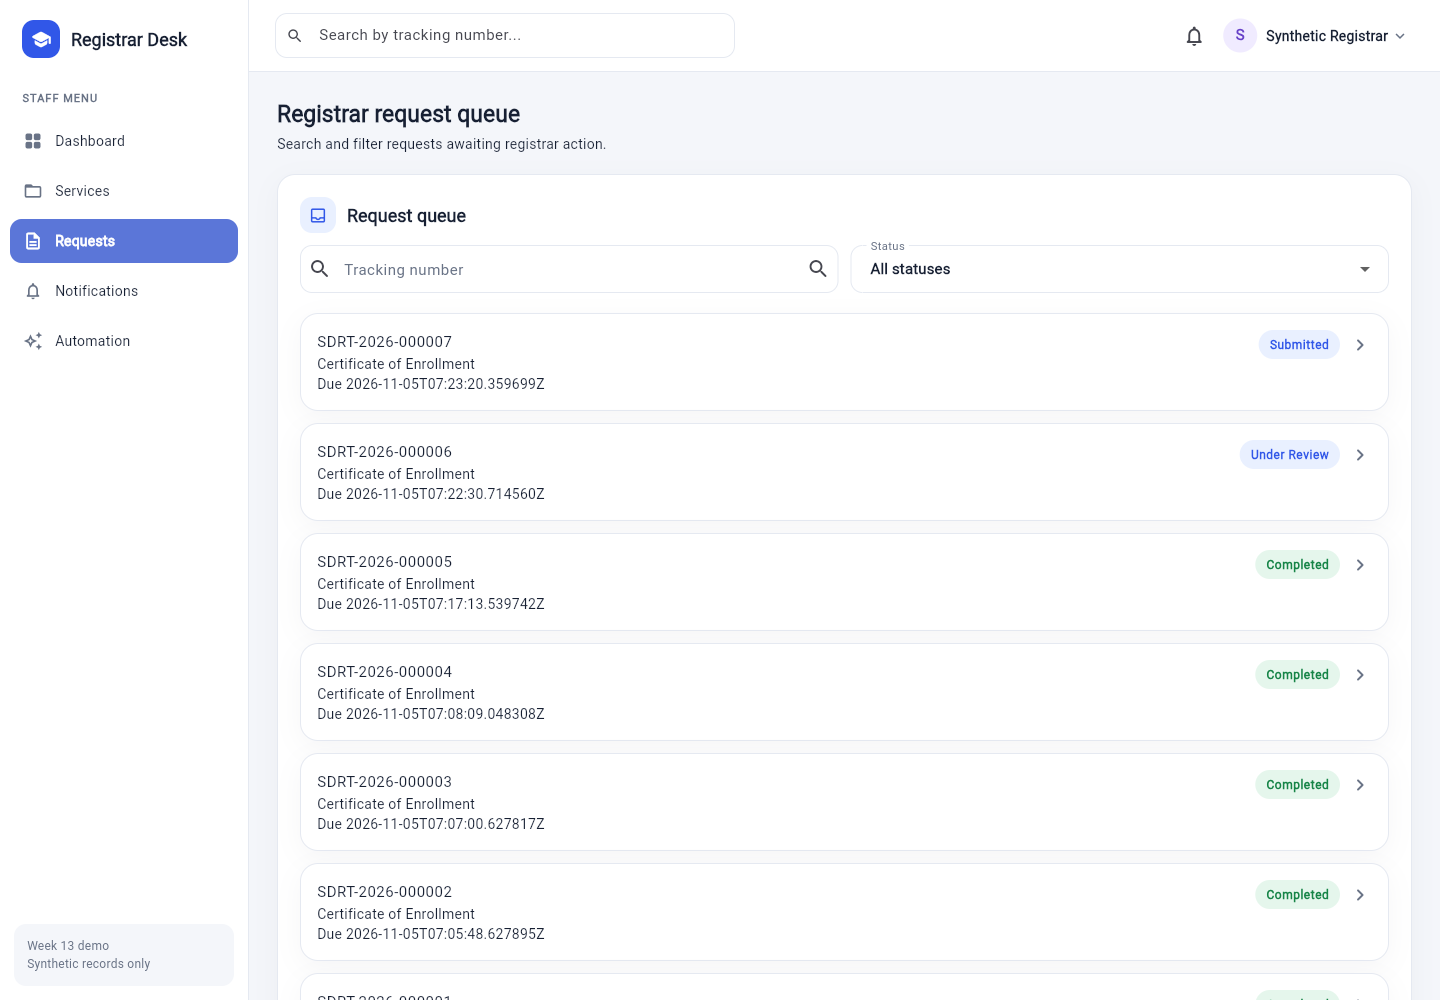 Registrar Desk
Search by tracking number...
S
Synthetic Registrar
STAFF MENU
Dashboard
Services
Requests
Notifications
Automation
Week 13 demo
Synthetic records only
Registrar request queue
Search and filter requests awaiting registrar action.
Request queue
Tracking number
Status
All statuses
SDRT-2026-000007
Certificate of Enrollment
Due 2026-11-05T07:23:20.359699Z
Submitted
SDRT-2026-000006
Certificate of Enrollment
Due 2026-11-05T07:22:30.714560Z
Under Review
SDRT-2026-000005
Certificate of Enrollment
Due 2026-11-05T07:17:13.539742Z
Completed
SDRT-2026-000004
Certificate of Enrollment
Due 2026-11-05T07:08:09.048308Z
Completed
SDRT-2026-000003
Certificate of Enrollment
Due 2026-11-05T07:07:00.627817Z
Completed
SDRT-2026-000002
Certificate of Enrollment
Due 2026-11-05T07:05:48.627895Z
Completed